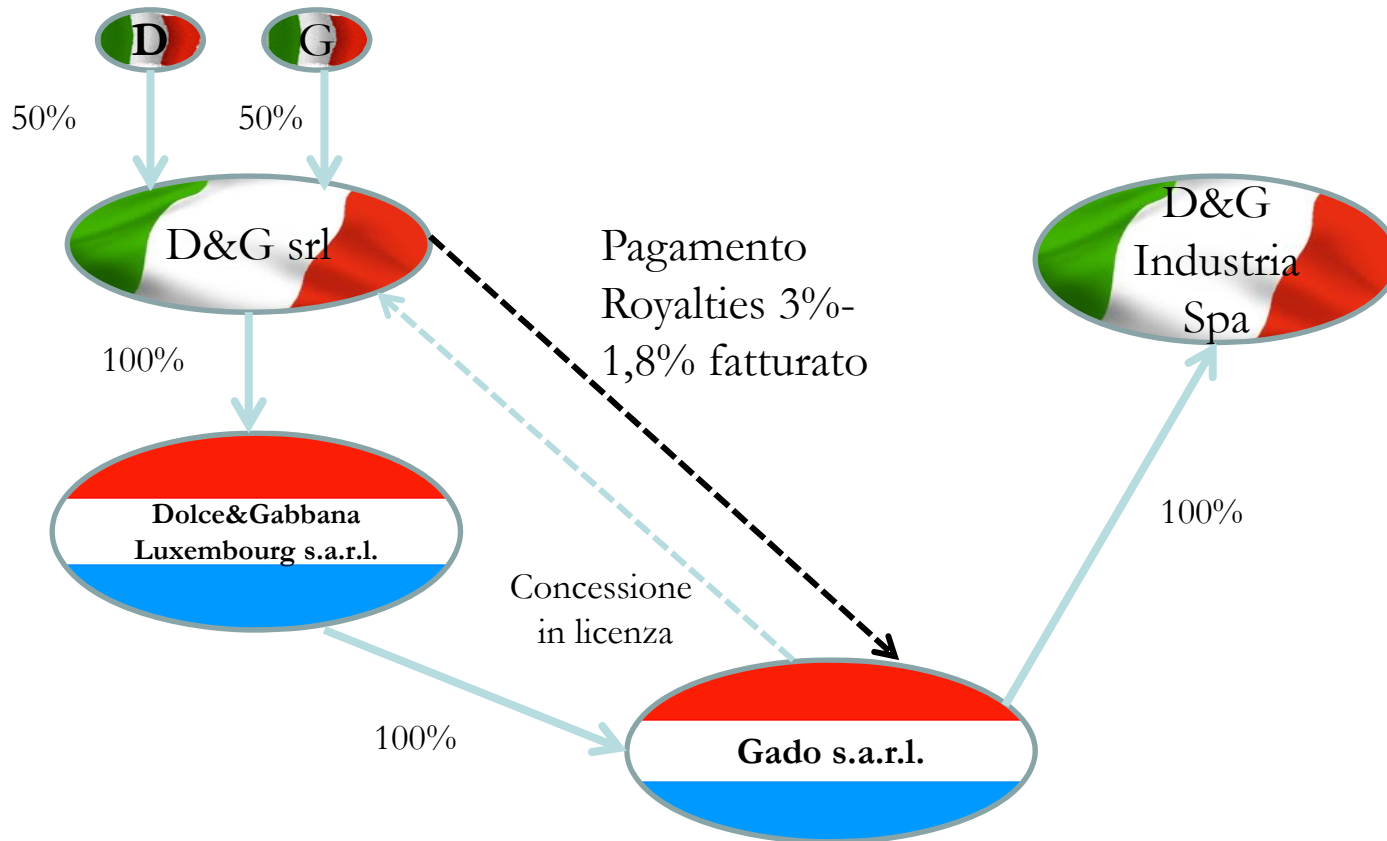 D
G
50%
50%
D&G srl
Pagamento
Royalties 3%-
1,8% fatturato
D&G
Industria
Spa
100%
Dolce&Gabbana
Luxembourg s.a.r.l.
100%
Concessione
in licenza
100%
Gado s.a.r.l.